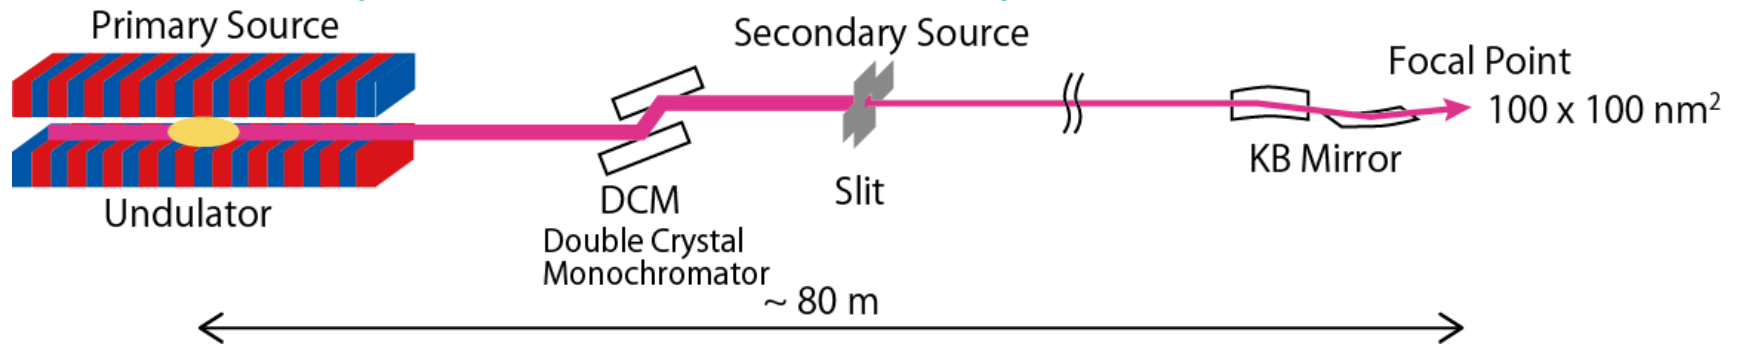 Primary Source
Secondary Source
Focal Point
100 x 100 nm²
KB Mirror
Undulator
DCM
Slit
Double Crystal
Monochromator
~ 80 m